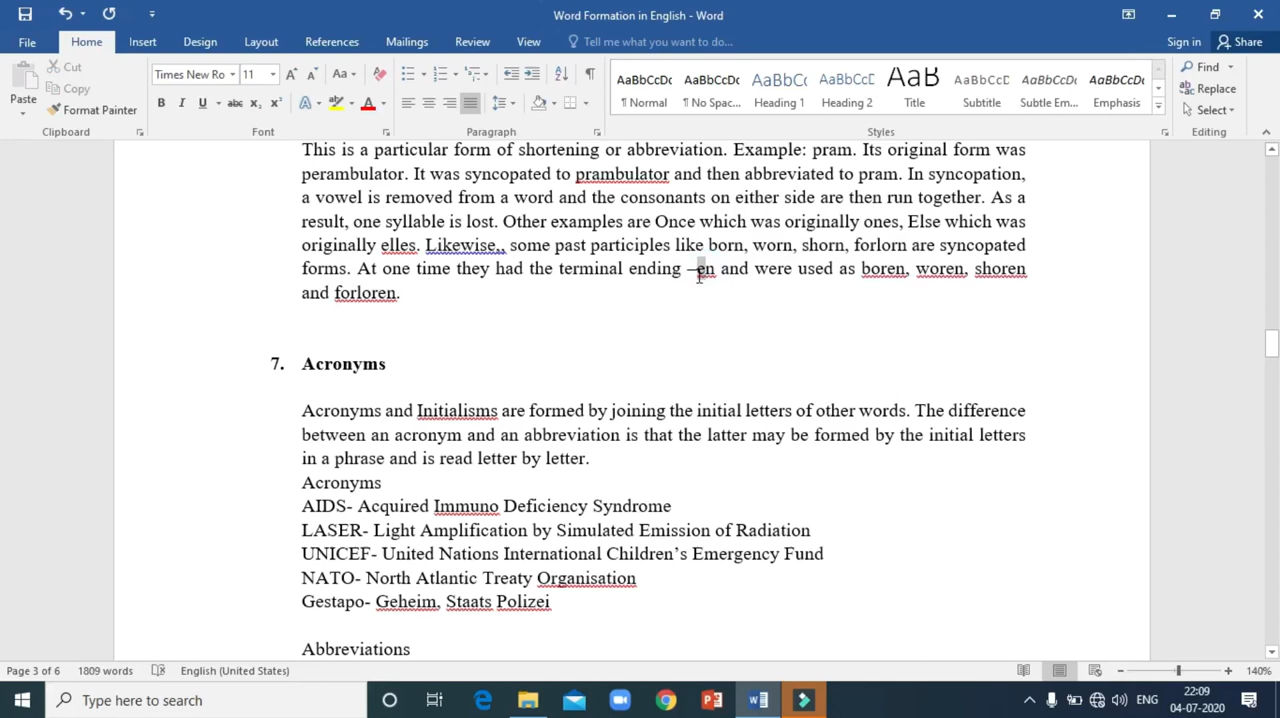 Word Formation in English - Word
File Home Insert Design Layout References Mailings Review View Tell me what you want to do... Sign in Share
Paste Cut Copy Format Painter Clipboard
Times New Ro 11 Font
Paragraph
AaBbCcDc AaBbCcDc AaBbCc AaBbCcE AaB AaBbCcD AaBbCcDc AaBbCcDc
¶ Normal ¶ No Spac... Heading 1 Heading 2 Title Subtitle Subtle Em... Emphasis
Styles
Find Replace Select Editing
This is a particular form of shortening or abbreviation. Example: pram. Its original form was
perambulator. It was syncopated to prambulator and then abbreviated to pram. In syncopation,
a vowel is removed from a word and the consonants on either side are then run together. As a
result, one syllable is lost. Other examples are Once which was originally ones, Else which was
originally elles. Likewise,, some past participles like born, worn, shorn, forlorn are syncopated
forms. At one time they had the terminal ending –en and were used as boren, woren, shoren
and forloren.
7. Acronyms
Acronyms and Initialisms are formed by joining the initial letters of other words. The difference
between an acronym and an abbreviation is that the latter may be formed by the initial letters
in a phrase and is read letter by letter.
Acronyms
AIDS- Acquired Immuno Deficiency Syndrome
LASER- Light Amplification by Simulated Emission of Radiation
UNICEF- United Nations International Children’s Emergency Fund
NATO- North Atlantic Treaty Organisation
Gestapo- Geheim, Staats Polizei
Abbreviations
Page 3 of 6 1809 words English (United States) 140%
Type here to search ENG 22:09
04-07-2020